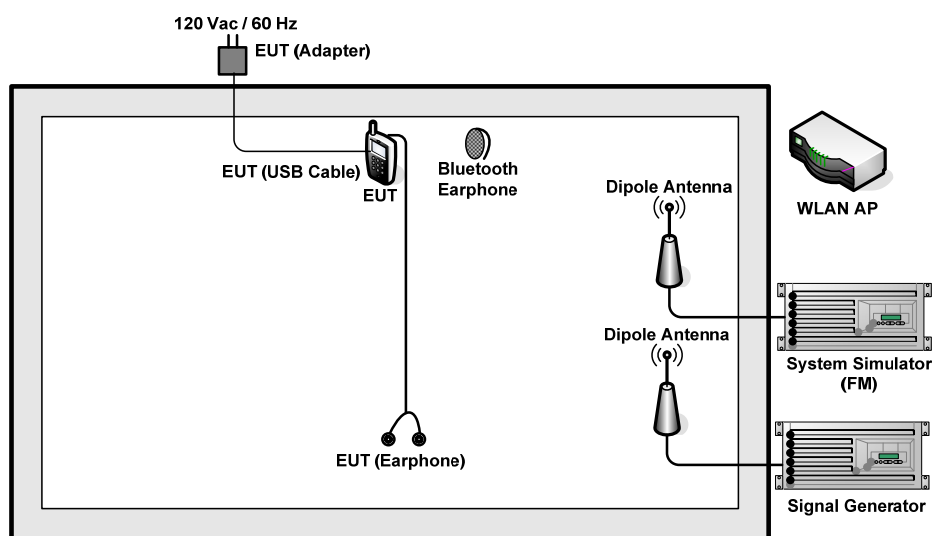 120 Vac / 60 Hz
EUT (Adapter)
EUT (USB Cable)
EUT
Bluetooth
Earphone
Dipole Antenna
WLAN AP
Dipole Antenna
System Simulator
(FM)
EUT (Earphone)
Signal Generator